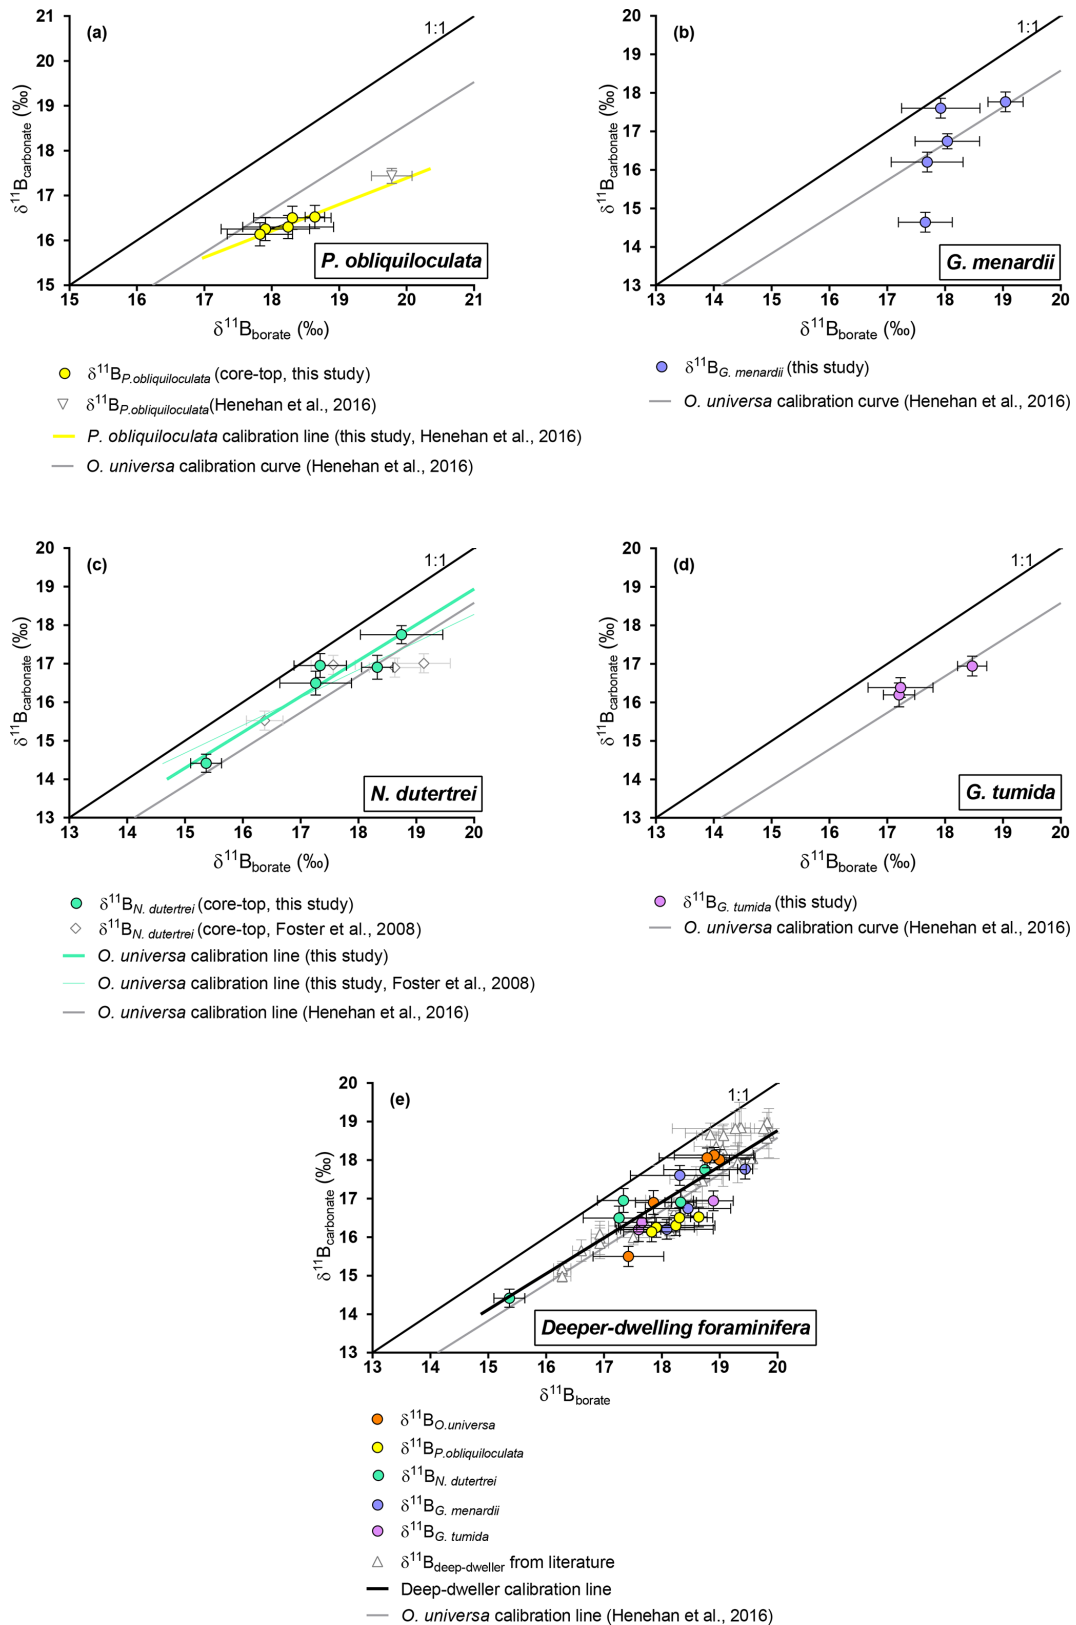 (a)
1:1
21
20
19
18
17
16
15
δ¹¹Bcarbonate (‰)
15 16 17 18 19 20 21
δ¹¹Bborate (‰)
P. obliquiloculata
δ¹¹BP.obliquiloculata (core-top, this study)
δ¹¹BP.obliquiloculata(Henehan et al., 2016)
P. obliquiloculata calibration line (this study, Henehan et al., 2016)
O. universa calibration curve (Henehan et al., 2016)
(b)
1:1
20
19
18
17
16
15
14
13
δ¹¹Bcarbonate (‰)
13 14 15 16 17 18 19 20
δ¹¹Bborate (‰)
G. menardii
δ¹¹BG. menardii (this study)
O. universa calibration curve (Henehan et al., 2016)
(c)
1:1
20
19
18
17
16
15
14
13
δ¹¹Bcarbonate (‰)
13 14 15 16 17 18 19 20
δ¹¹Bborate (‰)
N. dutertrei
δ¹¹BN. dutertrei (core-top, this study)
δ¹¹BN. dutertrei (core-top, Foster et al., 2008)
O. universa calibration line (this study)
O. universa calibration line (this study, Foster et al., 2008)
O. universa calibration line (Henehan et al., 2016)
(d)
1:1
20
19
18
17
16
15
14
13
δ¹¹Bcarbonate (‰)
13 14 15 16 17 18 19 20
δ¹¹Bborate (‰)
G. tumida
δ¹¹BG. tumida (this study)
O. universa calibration curve (Henehan et al., 2016)
(e)
1:1
20
19
18
17
16
15
14
13
δ¹¹Bcarbonate (‰)
13 14 15 16 17 18 19 20
δ¹¹Bborate
Deeper-dwelling foraminifera
δ¹¹BO.universa
δ¹¹BP.obliquiloculata
δ¹¹BN. dutertrei
δ¹¹BG. menardii
δ¹¹BG. tumida
δ¹¹Bdeep-dweller from literature
Deep-dweller calibration line
O. universa calibration line (Henehan et al., 2016)